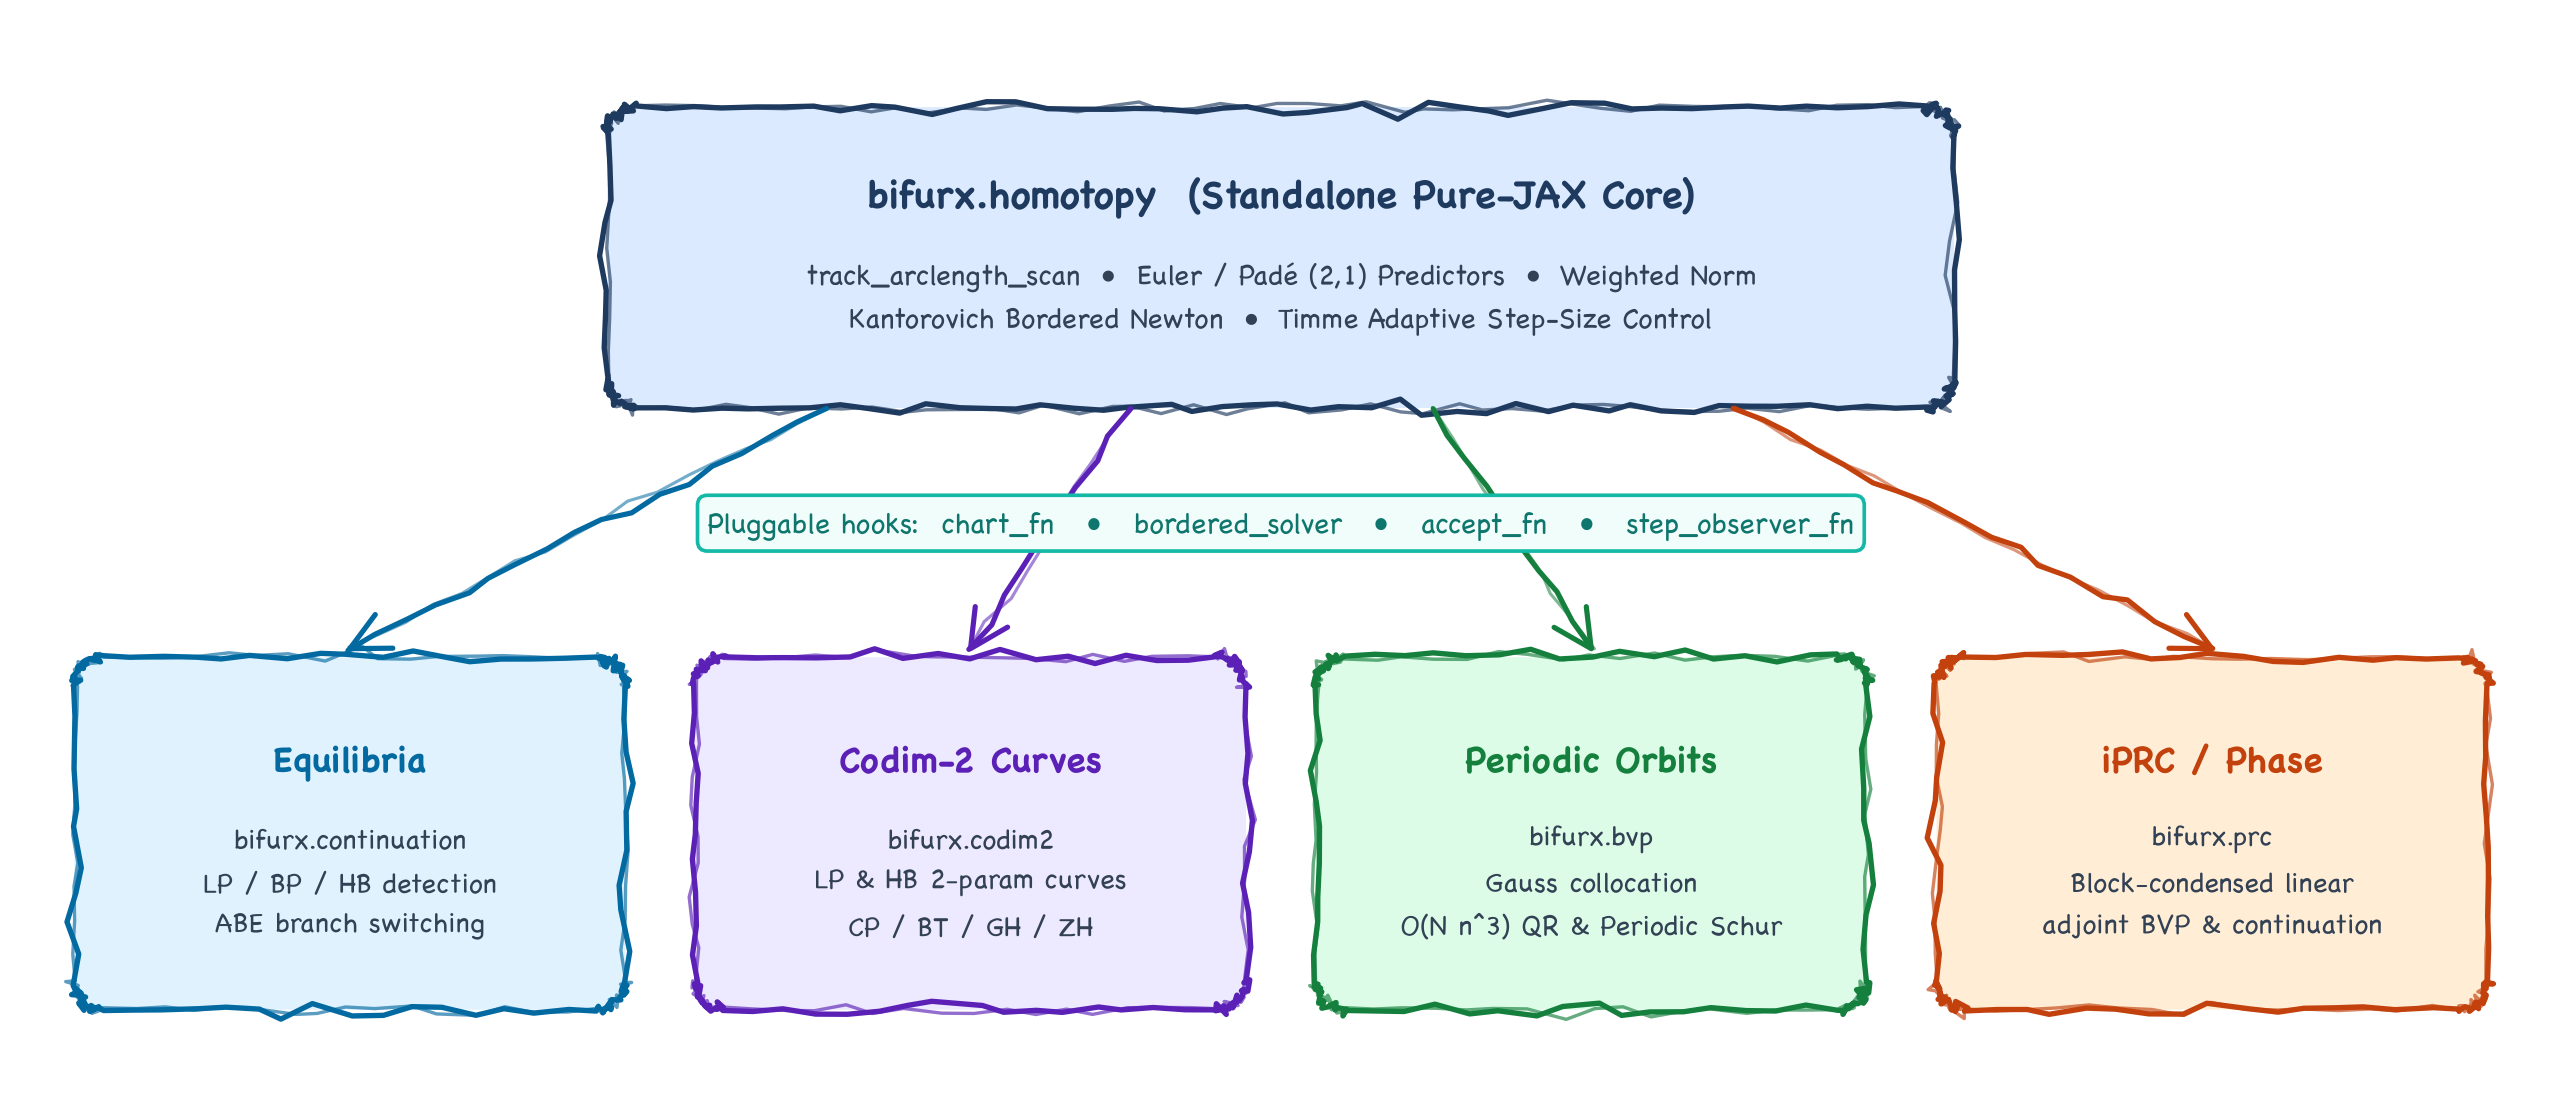 bifurx.homotopy (Standalone Pure-JAX Core)
track_arclength_scan • Euler / Padé (2,1) Predictors • Weighted Norm
Kantorovich Bordered Newton • Timme Adaptive Step-Size Control
Pluggable hooks: chart_fn • bordered_solver • accept_fn • step_observer_fn
Equilibria
bifurx.continuation
LP / BP / HB detection
ABE branch switching
Codim-2 Curves
bifurx.codim2
LP & HB 2-param curves
CP / BT / GH / ZH
Periodic Orbits
bifurx.bvp
Gauss collocation
O(N n^3) QR & Periodic Schur
iPRC / Phase
bifurx.prc
Block-condensed linear
adjoint BVP & continuation